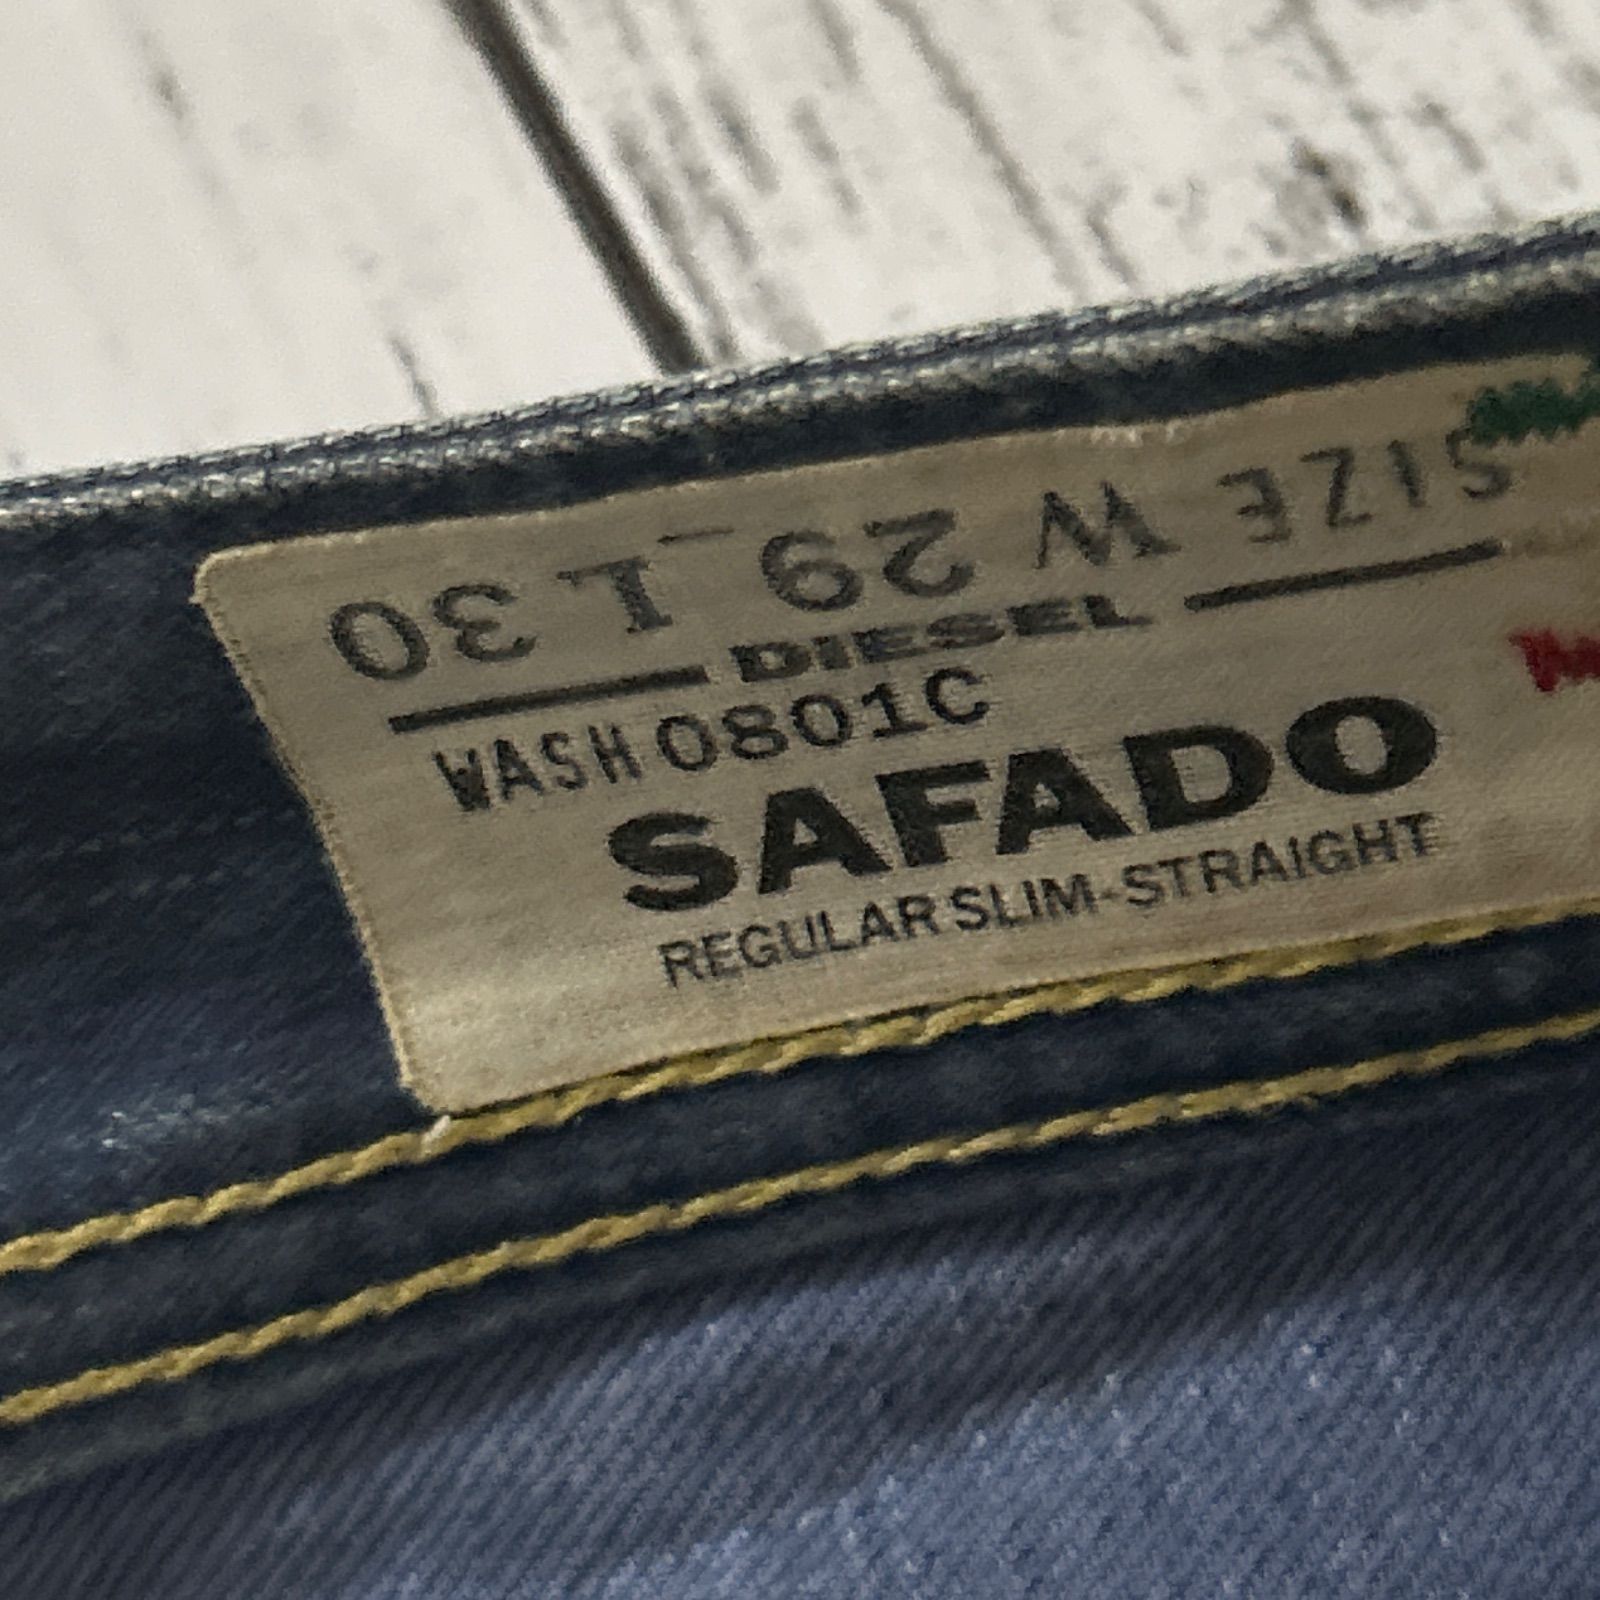 SIZE W 29 L 30
DIESEL
WASH 0801C
SAFADO
REGULAR SLIM-STRAIGHT